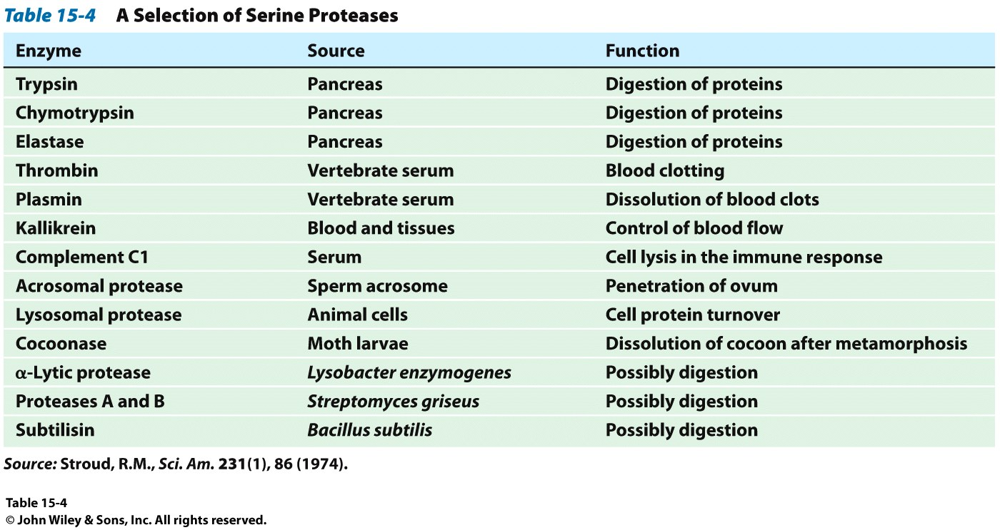 Table 15-4 A Selection of Serine Proteases
Enzyme Source Function
Trypsin Pancreas Digestion of proteins
Chymotrypsin Pancreas Digestion of proteins
Elastase Pancreas Digestion of proteins
Thrombin Vertebrate serum Blood clotting
Plasmin Vertebrate serum Dissolution of blood clots
Kallikrein Blood and tissues Control of blood flow
Complement C1 Serum Cell lysis in the immune response
Acrosomal protease Sperm acrosome Penetration of ovum
Lysosomal protease Animal cells Cell protein turnover
Cocoonase Moth larvae Dissolution of cocoon after metamorphosis
α-Lytic protease Lysobacter enzymogenes Possibly digestion
Proteases A and B Streptomyces griseus Possibly digestion
Subtilisin Bacillus subtilis Possibly digestion
Source: Stroud, R.M., Sci. Am. 231(1), 86 (1974).
Table 15-4
© John Wiley & Sons, Inc. All rights reserved.